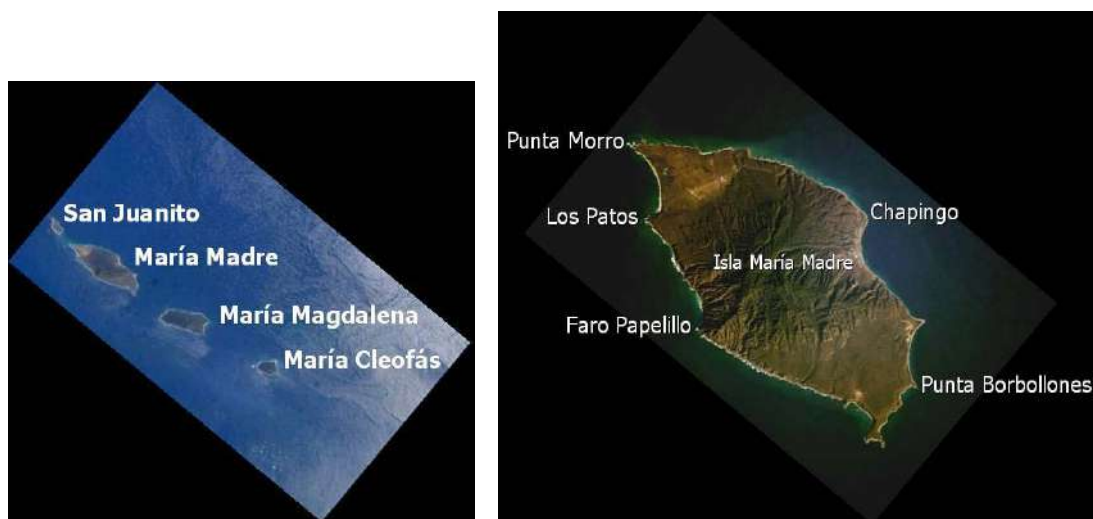 San Juanito
María Madre
María Magdalena
María Cleofás
Punta Morro
Los Patos
Chapingo
Isla María Madre
Faro Papelillo
Punta Borbollones